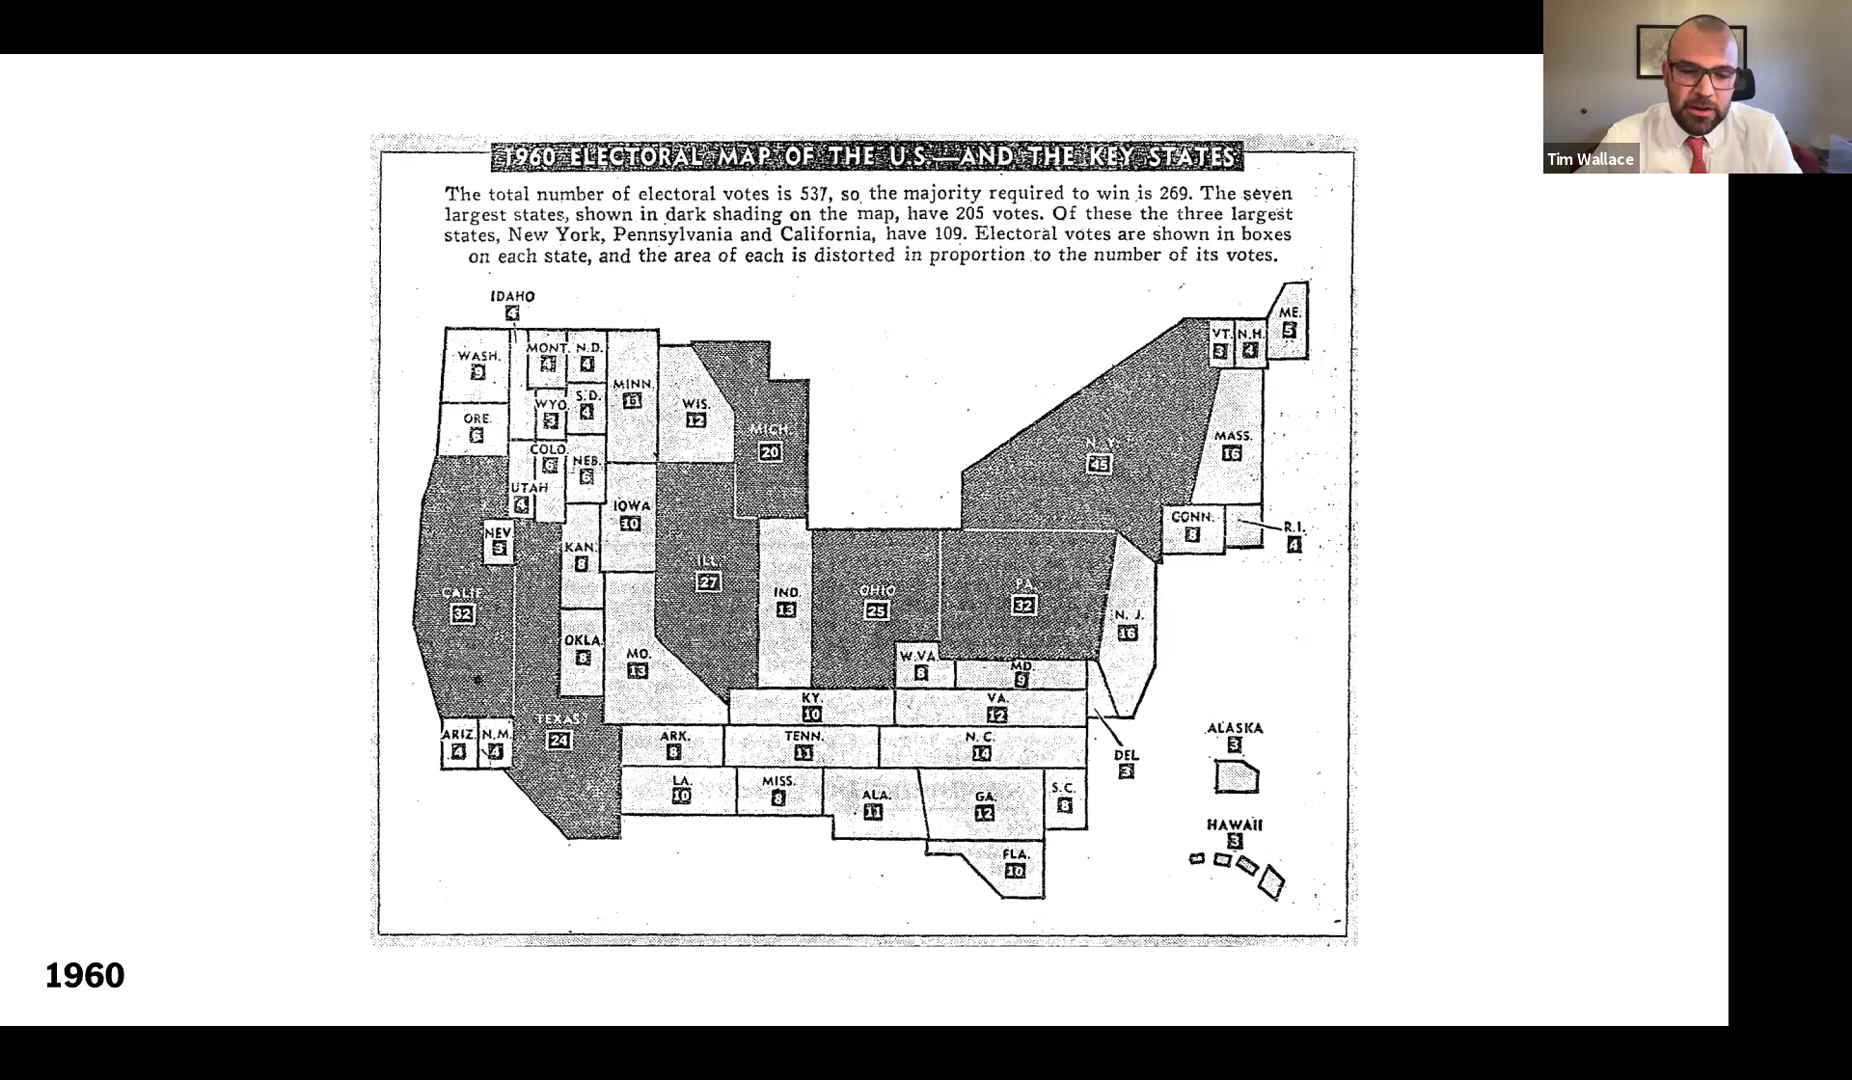 Tim Wallace
1960 ELECTORAL MAP OF THE U.S.—AND THE KEY STATES
The total number of electoral votes is 537, so the majority required to win is 269. The seven
largest states, shown in dark shading on the map, have 205 votes. Of these the three largest
states, New York, Pennsylvania and California, have 109. Electoral votes are shown in boxes
on each state, and the area of each is distorted in proportion to the number of its votes.
IDAHO
4
WASH.
9
MONT.
4
N.D.
4
MINN.
11
WIS.
12
MICH.
20
ORE.
6
WYO.
3
S.D.
4
COLO.
6
NEB.
6
UTAH
4
IOWA
10
NEV.
3
KAN.
8
CALIF.
32
ILL.
27
IND.
13
OHIO
25
PA.
32
N.Y.
45
VT.
3
N.H.
4
ME.
5
MASS.
16
CONN.
8
R.I.
4
N. J.
16
OKLA.
8
MO.
13
W.VA.
8
MD.
9
KY.
10
VA.
12
DEL
3
ARIZ.
4
N.M.
4
TEXAS
24
ARK.
8
TENN.
11
N. C.
14
LA.
10
MISS.
8
ALA.
11
GA.
12
S.C.
8
FLA.
10
ALASKA
3
HAWAII
3
1960